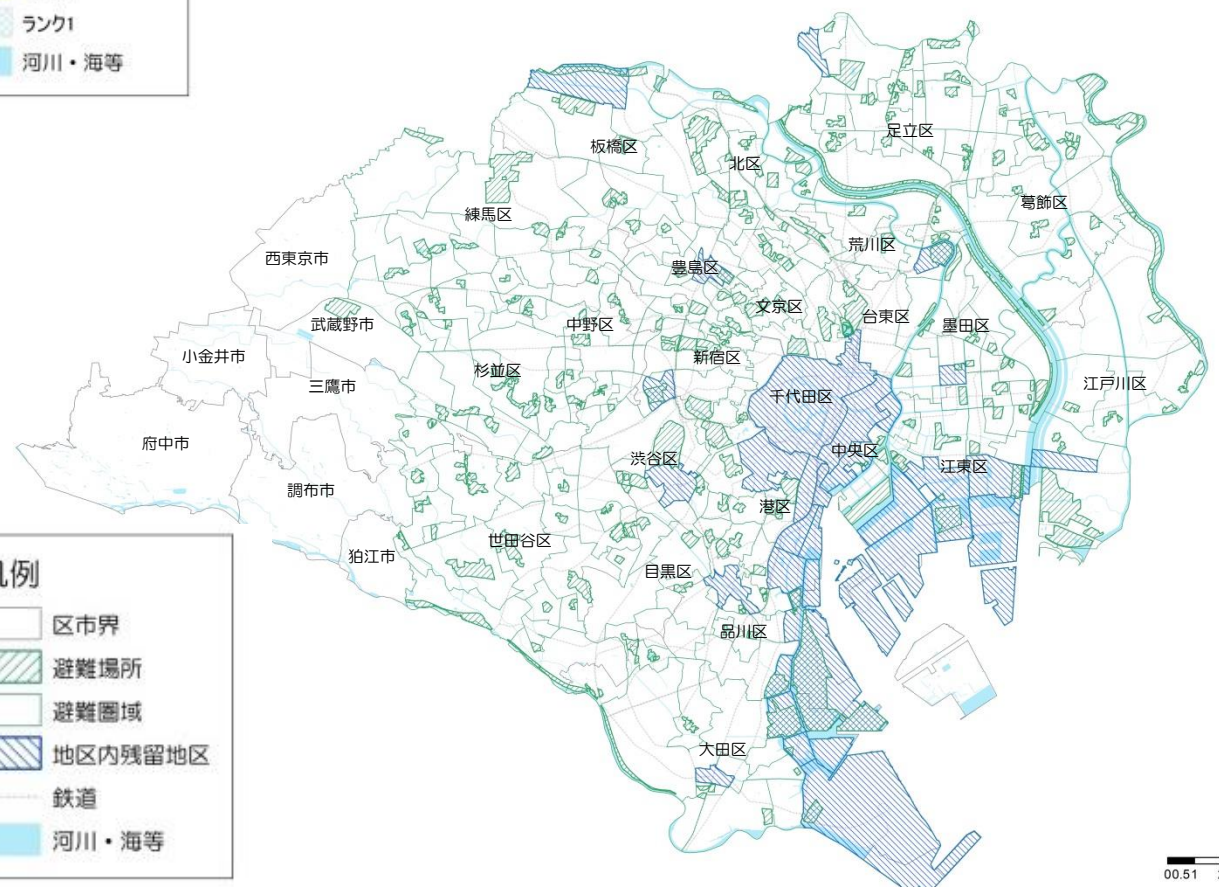 ランク1
河川・海等
足立区
板橋区
北区
葛飾区
練馬区
荒川区
西東京市
豊島区
文京区
台東区
武蔵野市
中野区
墨田区
小金井市
新宿区
三鷹市
杉並区
江戸川区
千代田区
府中市
中央区
渋谷区
江東区
調布市
港区
世田谷区
狛江市
目黒区
品川区
大田区
例
区市界
避難場所
避難圏域
地区内残留地区
鉄道
河川・海等
00.51